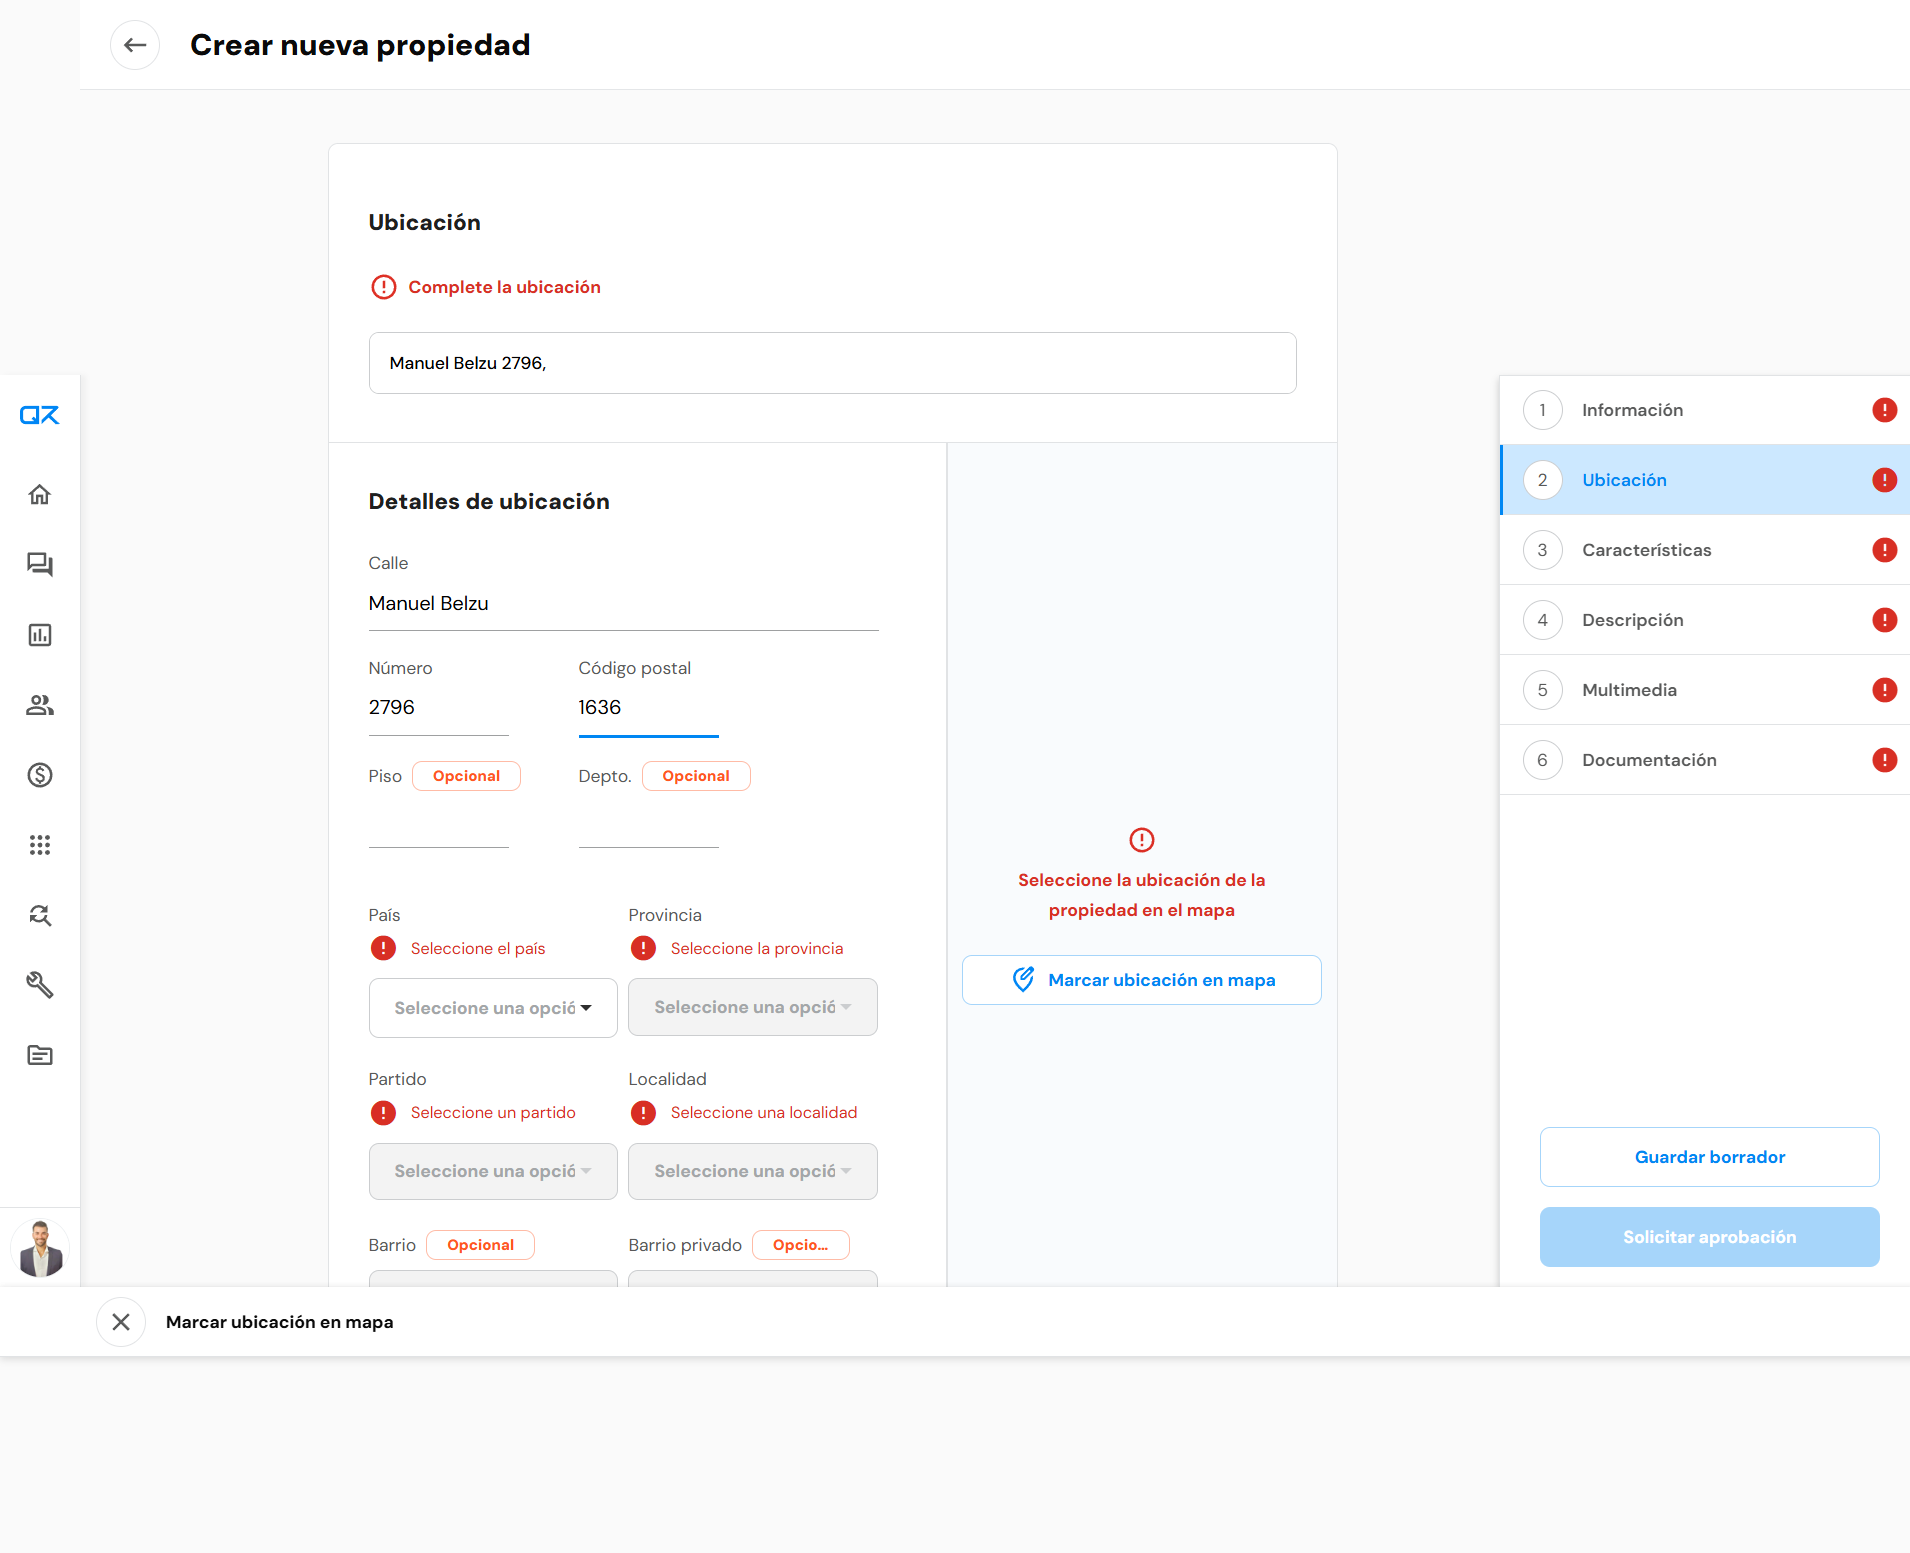 Crear nueva propiedad
Ubicación
Complete la ubicación
Manuel Belzu 2796,
Detalles de ubicación
Calle
Manuel Belzu
Número
Código postal
2796
1636
Piso
Opcional
Depto.
Opcional
País
Provincia
Seleccione el país
Seleccione la provincia
Seleccione una opció
Seleccione una opció
Partido
Localidad
Seleccione un partido
Seleccione una localidad
Seleccione una opció
Seleccione una opció
Barrio
Opcional
Barrio privado
Opcio...
Seleccione la ubicación de la
propiedad en el mapa
Marcar ubicación en mapa
1 Información
2 Ubicación
3 Características
4 Descripción
5 Multimedia
6 Documentación
Guardar borrador
Solicitar aprobación
Marcar ubicación en mapa